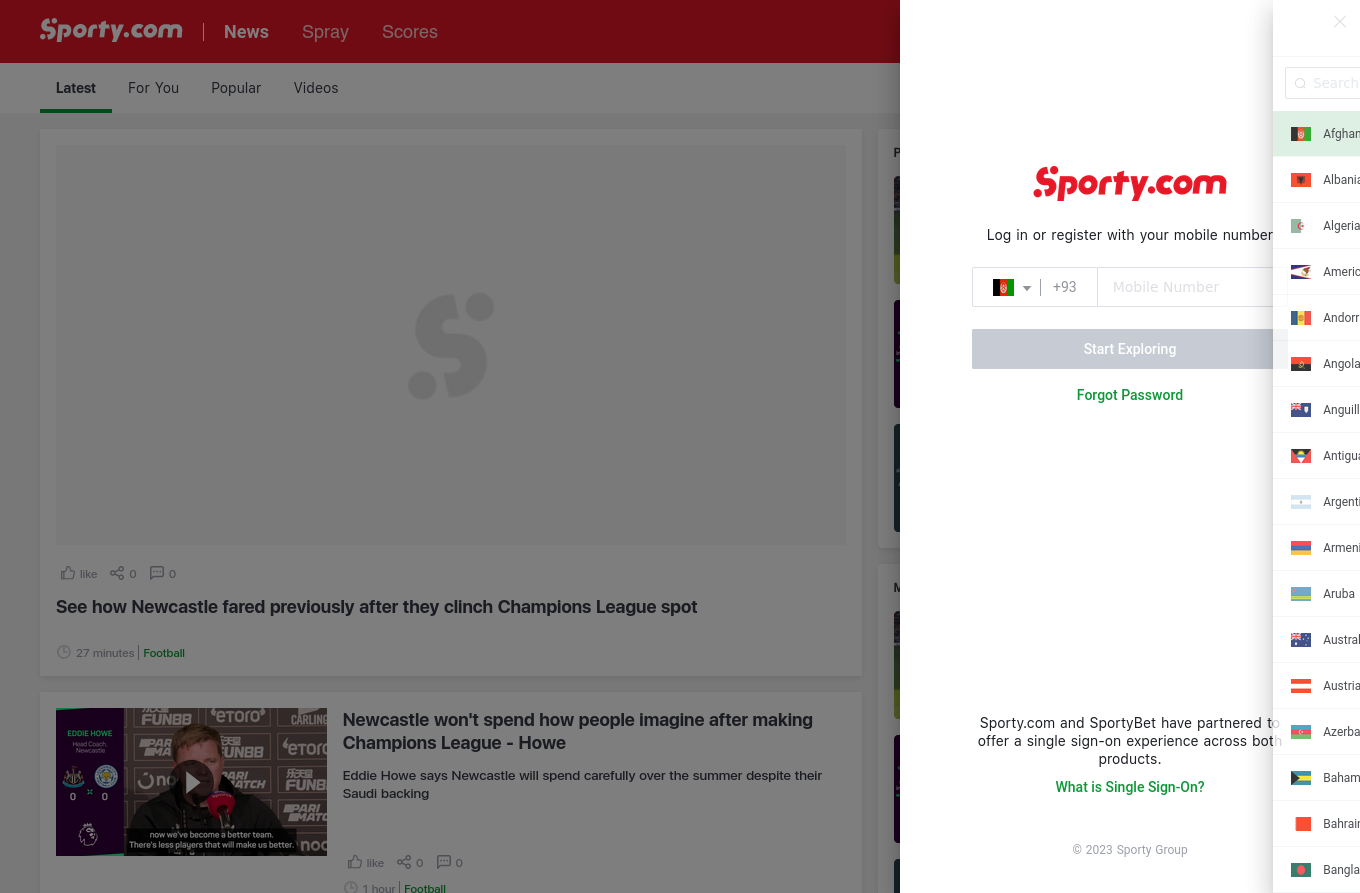 Sporty.com
News
Spray
Scores
Latest
For You
Popular
Videos
like
0
0
See how Newcastle fared previously after they clinch Champions League spot
27 minutes
Football
EDDIE HOWE
Head Coach,
Newcastle
0
0
FUN88
etoro
CARLING
now we've become a better team.
There's less players that will make us better.
Newcastle won't spend how people imagine after making
Champions League - Howe
Eddie Howe says Newcastle will spend carefully over the summer despite their
Saudi backing
like
0
0
1 hour
Football
Sporty.com
Log in or register with your mobile number
+93
Mobile Number
Start Exploring
Forgot Password
Sporty.com and SportyBet have partnered to
offer a single sign-on experience across both
products.
What is Single Sign-On?
© 2023 Sporty Group
Search
Afghan
Albania
Algeria
Americ
Andorr
Angola
Anguill
Antigua
Argenti
Armeni
Aruba
Austral
Austria
Azerba
Baham
Bahrain
Bangla